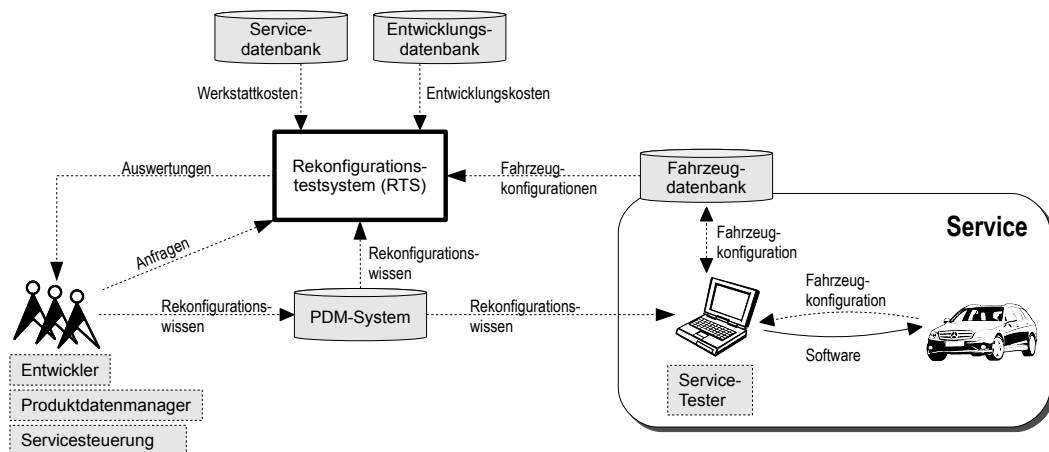 Service-
datenbank
Entwicklungs-
datenbank
Werkstattkosten
Entwicklungskosten
Auswertungen
Rekonfigurations-
testsystem (RTS)
Fahrzeug-
konfigurationen
Fahrzeug-
datenbank
Service
Anfragen
Rekonfigurations-
wissen
Fahrzeug-
konfiguration
Fahrzeug-
konfiguration
Rekonfigurations-
wissen
PDM-System
Rekonfigurations-
wissen
Software
Entwickler
Produktdatenmanager
Servicesteuerung
Service-
Tester